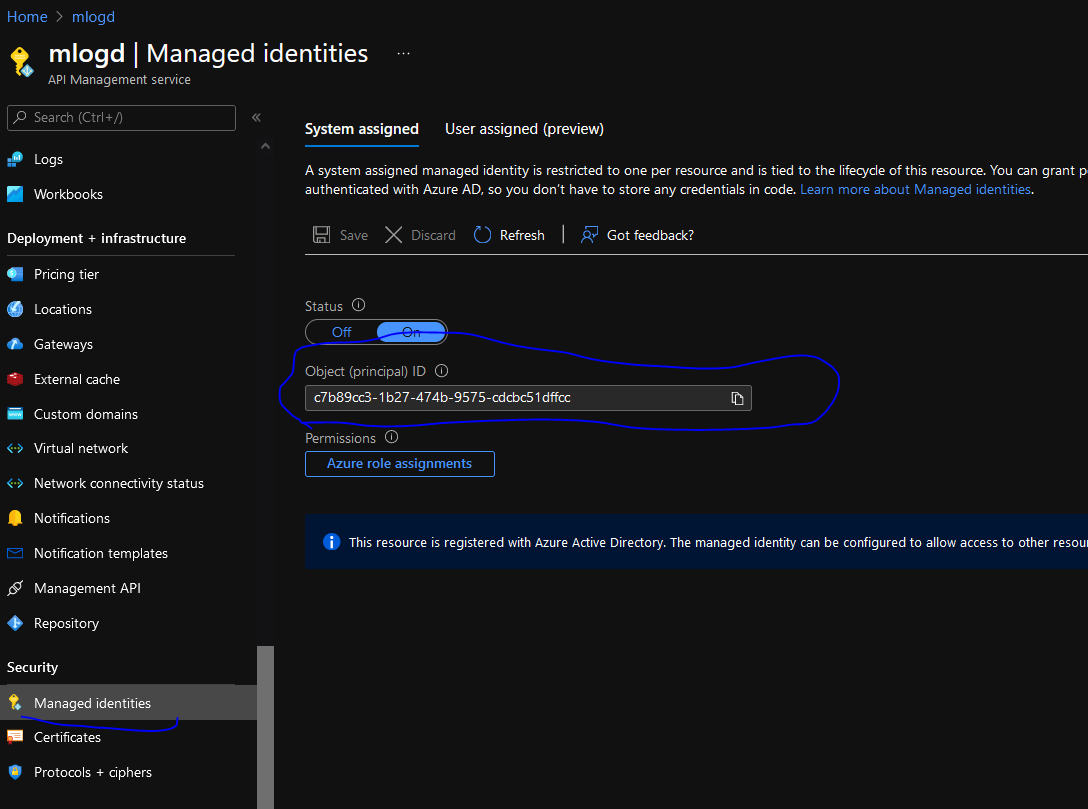 Home > mlogd
mlogd | Managed identities ...
API Management service
Search (Ctrl+/)
Logs
Workbooks
Deployment + infrastructure
Pricing tier
Locations
Gateways
External cache
Custom domains
Virtual network
Network connectivity status
Notifications
Notification templates
Management API
Repository
Security
Managed identities
Certificates
Protocols + ciphers
System assigned User assigned (preview)
A system assigned managed identity is restricted to one per resource and is tied to the lifecycle of this resource. You can grant p
authenticated with Azure AD, so you don't have to store any credentials in code. Learn more about Managed identities.
Save Discard Refresh | Got feedback?
Status
Off On
Object (principal) ID
c7b89cc3-1b27-474b-9575-cdcbc51dffcc
Permissions
Azure role assignments
This resource is registered with Azure Active Directory. The managed identity can be configured to allow access to other resou